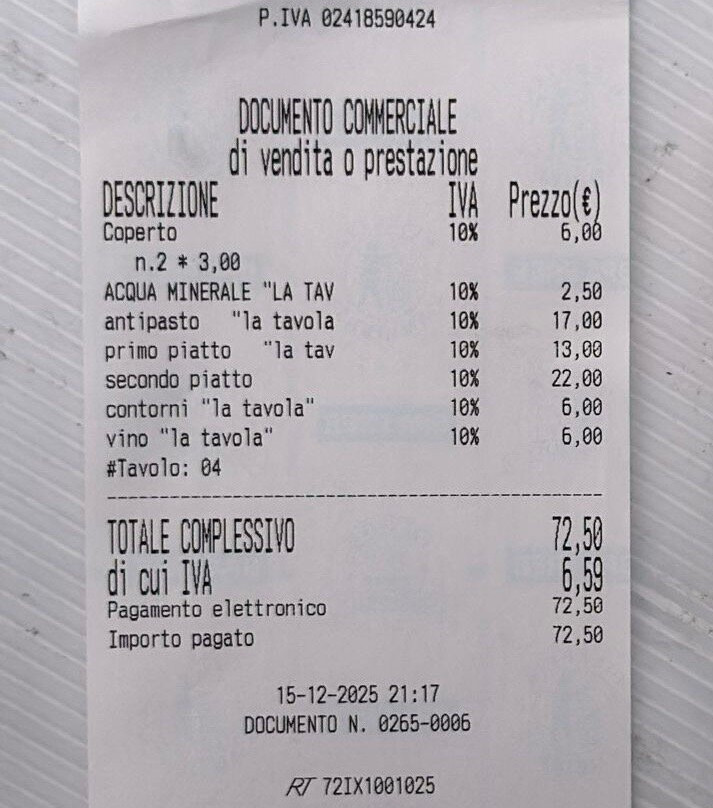 P.IVA 02418590424
DOCUMENTO COMMERCIALE
di vendita o prestazione
DESCRIZIONE IVA Prezzo(€)
Coperto 10% 6,00
n.2 * 3,00
ACQUA MINERALE "LA TAV 10% 2,50
antipasto "la tavola 10% 17,00
primo piatto "la tav 10% 13,00
secondo piatto 10% 22,00
contorni "la tavola" 10% 6,00
vino "la tavola" 10% 6,00
#Tavolo: 04
TOTALE COMPLESSIVO 72,50
di cui IVA 6,59
Pagamento elettronico 72,50
Importo pagato 72,50
15-12-2025 21:17
DOCUMENTO N. 0265-0006
RT 72IX1001025